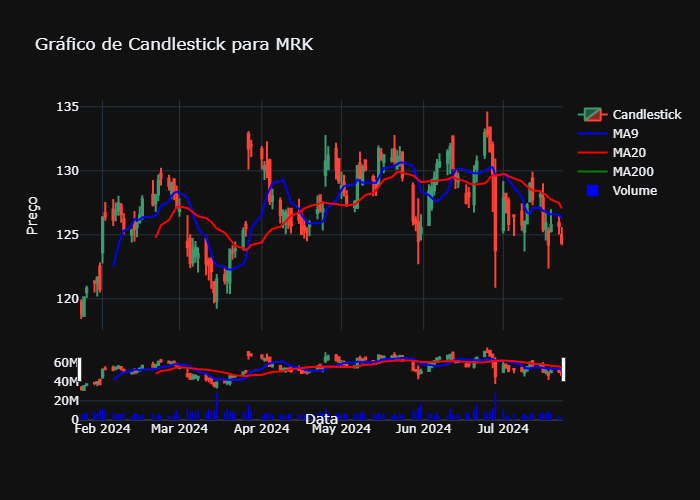 Gráfico de Candlestick para MRK
135
130
125
120
Preço
Candlestick
MA9
MA20
MA200
Volume
60M
40M
20M
0
Data
Feb 2024
Mar 2024
Apr 2024
May 2024
Jun 2024
Jul 2024